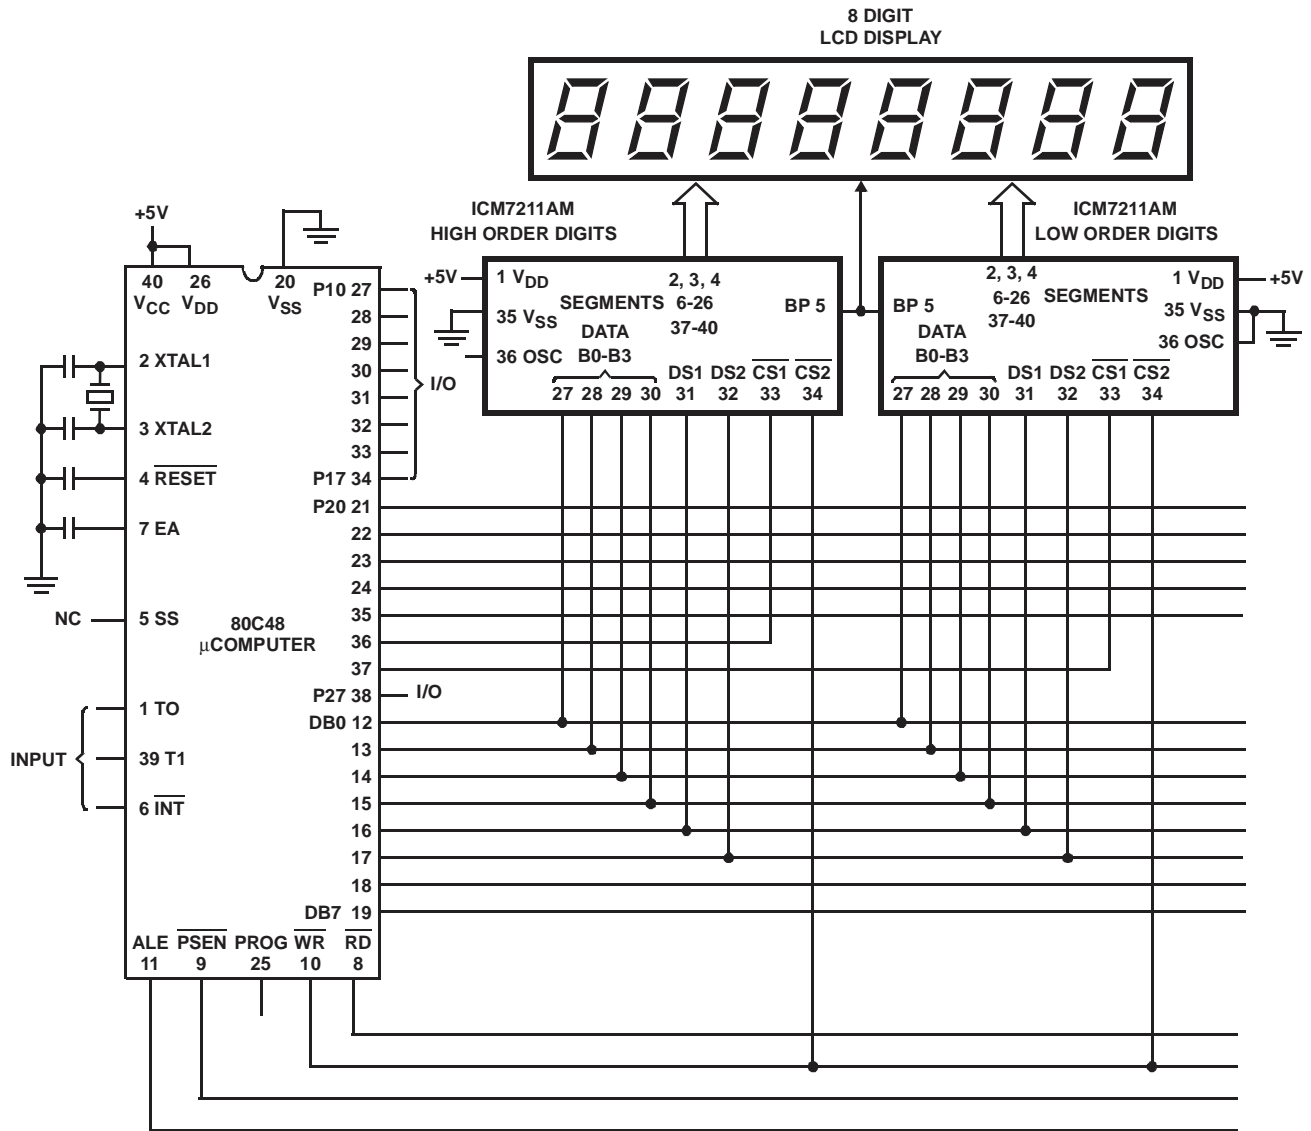 8 DIGIT
LCD DISPLAY
ICM7211AM
HIGH ORDER DIGITS
ICM7211AM
LOW ORDER DIGITS
+5V
40
VCC
26
VDD
20
VSS
2 XTAL1
3 XTAL2
4 RESET
7 EA
NC
5 SS
80C48
µCOMPUTER
INPUT
1 TO
39 T1
6 INT
P10 27
28
29
30
31
32
33
P17 34
I/O
P20 21
22
23
24
35
36
37
P27 38
I/O
DB0 12
13
14
15
16
17
18
DB7 19
ALE
11
PSEN
9
PROG
25
WR
10
RD
8
+5V
1 VDD
35 VSS
36 OSC
2, 3, 4
6-26
37-40
SEGMENTS
BP 5
DATA
B0-B3
DS1 DS2 CS1 CS2
27 28 29 30 31 32 33 34
BP 5
2, 3, 4
6-26
37-40
SEGMENTS
1 VDD
+5V
35 VSS
36 OSC
DATA
B0-B3
DS1 DS2 CS1 CS2
27 28 29 30 31 32 33 34